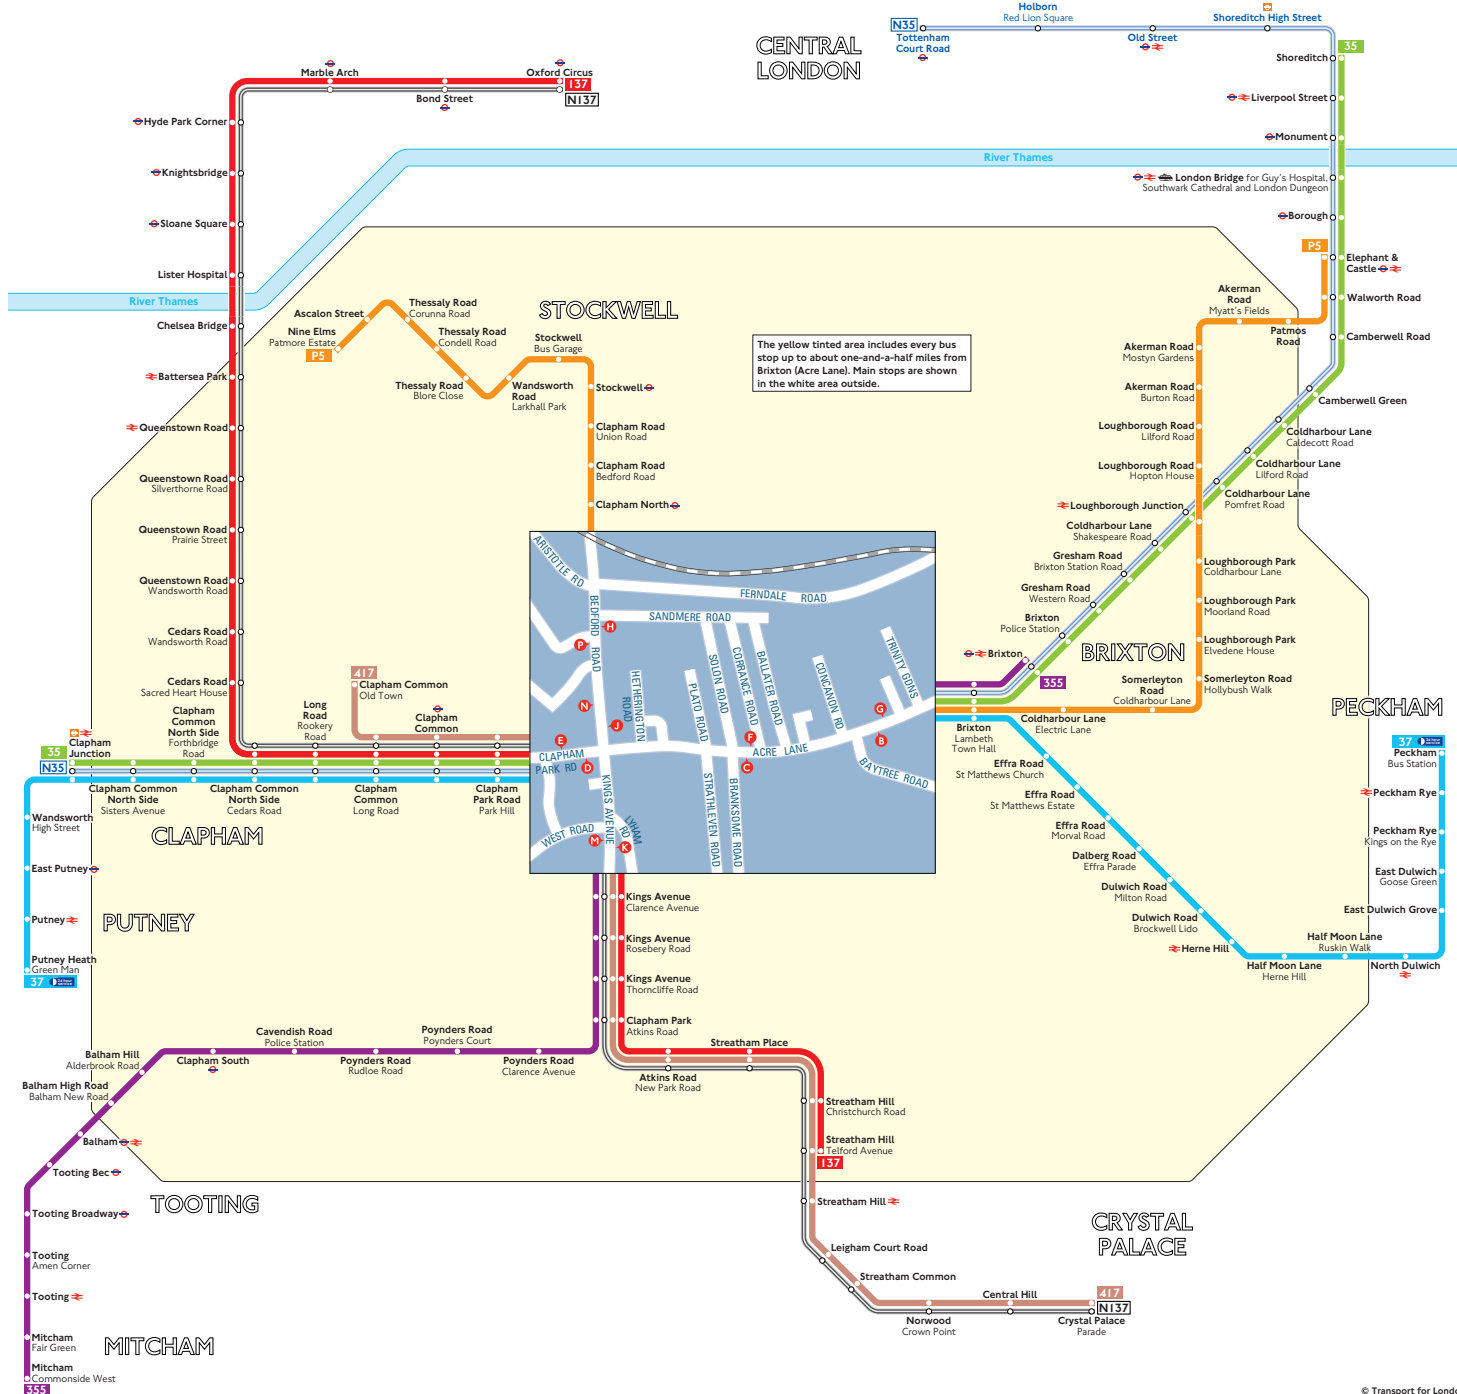 Holborn
Red Lion Square
Shoreditch High Street
N35
Tottenham
Court Road
Old Street
CENTRAL
LONDON
35
Shoreditch
Marble Arch
Oxford Circus
137
N137
Bond Street
Liverpool Street
Hyde Park Corner
Monument
River Thames
Knightsbridge
London Bridge for Guy's Hospital,
Southwark Cathedral and London Dungeon
Sloane Square
Borough
P5
Elephant &
Castle
Lister Hospital
River Thames
Walworth Road
Akerman
Road
Myatt's Fields
Patmos
Road
Chelsea Bridge
Ascalon Street
Thessaly Road
Corunna Road
STOCKWELL
Nine Elms
Patmore Estate
P5
Thessaly Road
Condell Road
Stockwell
Bus Garage
Camberwell Road
The yellow tinted area includes every bus
stop up to about one-and-a-half miles from
Brixton (Acre Lane). Main stops are shown
in the white area outside.
Akerman Road
Mostyn Gardens
Battersea Park
Thessaly Road
Blore Close
Wandsworth
Road
Larkhall Park
Stockwell
Akerman Road
Burton Road
Camberwell Green
Queenstown Road
Clapham Road
Union Road
Loughborough Road
Lilford Road
Coldharbour Lane
Caldecott Road
Queenstown Road
Silverthorne Road
Clapham Road
Bedford Road
Loughborough Road
Hopton House
Coldharbour Lane
Lilford Road
Coldharbour Lane
Pomfret Road
Clapham North
Loughborough Junction
Queenstown Road
Prairie Street
Coldharbour Lane
Shakespeare Road
Gresham Road
Brixton Station Road
Loughborough Park
Coldharbour Lane
Queenstown Road
Wandsworth Road
Gresham Road
Western Road
Loughborough Park
Moorland Road
Cedars Road
Wandsworth Road
Brixton
Police Station
Loughborough Park
Elvedene House
Brixton
BRIXTON
355
Cedars Road
Sacred Heart House
417
Clapham Common
Old Town
Somerleyton
Road
Coldharbour Lane
Somerleyton Road
Hollybush Walk
ARISTOTLE RD
BEDFORD ROAD
FERNDALE ROAD
SANDMERE ROAD
H
P
HETHERINGTON
ROAD
PLATO ROAD
SOLON ROAD
CORRANCE ROAD
BALLATER ROAD
CONCANON RD
TRINITY GDNS
N
J
G
E
F
B
CLAPHAM
PARK RD
ACRE LANE
D
C
BAYTREE ROAD
KINGS AVENUE
STRATHLEVEN ROAD
BRANKSOME ROAD
WEST ROAD
LYHAM
RD
M
K
Clapham
Common
North Side
Forthbridge
Road
Long
Road
Rookery
Road
Clapham
Common
Clapham
Junction
35
N35
Clapham Common
North Side
Sisters Avenue
Clapham Common
North Side
Cedars Road
Clapham
Common
Long Road
Clapham
Park Road
Park Hill
Brixton
Lambeth
Town Hall
Coldharbour Lane
Electric Lane
PECKHAM
37 24 hour service
Peckham
Bus Station
Effra Road
St Matthews Church
Effra Road
St Matthews Estate
Peckham Rye
Wandsworth
High Street
CLAPHAM
Effra Road
Morval Road
Peckham Rye
Kings on the Rye
East Putney
Dalberg Road
Effra Parade
East Dulwich
Goose Green
Dulwich Road
Milton Road
Kings Avenue
Clarence Avenue
Putney
PUTNEY
Dulwich Road
Brockwell Lido
East Dulwich Grove
Kings Avenue
Rosebery Road
Herne Hill
Half Moon Lane
Ruskin Walk
Putney Heath
Green Man
37 24 hour service
Half Moon Lane
Herne Hill
North Dulwich
Kings Avenue
Thorncliffe Road
Clapham Park
Atkins Road
Cavendish Road
Police Station
Poynders Road
Poynders Court
Streatham Place
Balham Hill
Alderbrook Road
Clapham South
Poynders Road
Rudloe Road
Poynders Road
Clarence Avenue
Atkins Road
New Park Road
Balham High Road
Balham New Road
Streatham Hill
Christchurch Road
Balham
Streatham Hill
Telford Avenue
137
Tooting Bec
TOOTING
Streatham Hill
Tooting Broadway
CRYSTAL
PALACE
Tooting
Amen Corner
Leigham Court Road
Streatham Common
Tooting
Central Hill
417
N137
Norwood
Crown Point
Crystal Palace
Parade
Mitcham
Fair Green
MITCHAM
Mitcham
Commonside West
355
© Transport for Londo